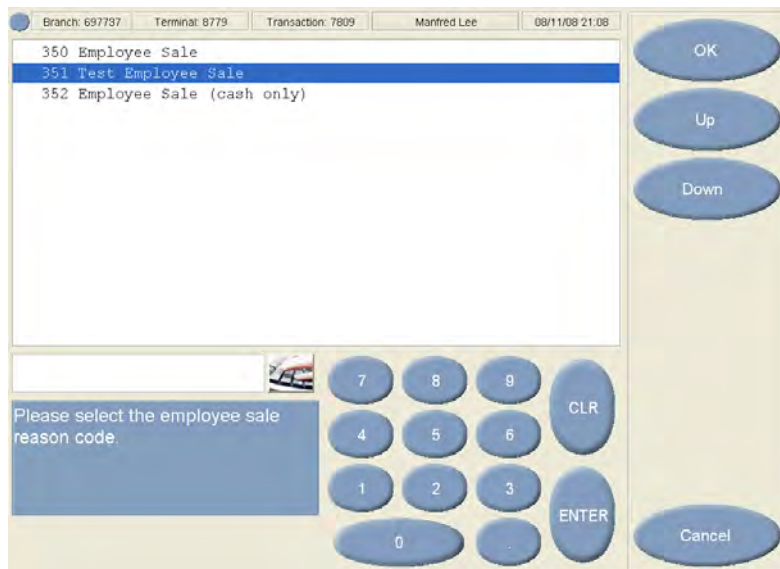 Branch: 697737 Terminal: 8779 Transaction: 7809 Manfred Lee 08/11/08 21:08
350 Employee Sale
351 Test Employee Sale
352 Employee Sale (cash only)
OK
Up
Down
Please select the employee sale
reason code.
7 8 9
CLR
4 5 6
1 2 3
ENTER
0 .
Cancel